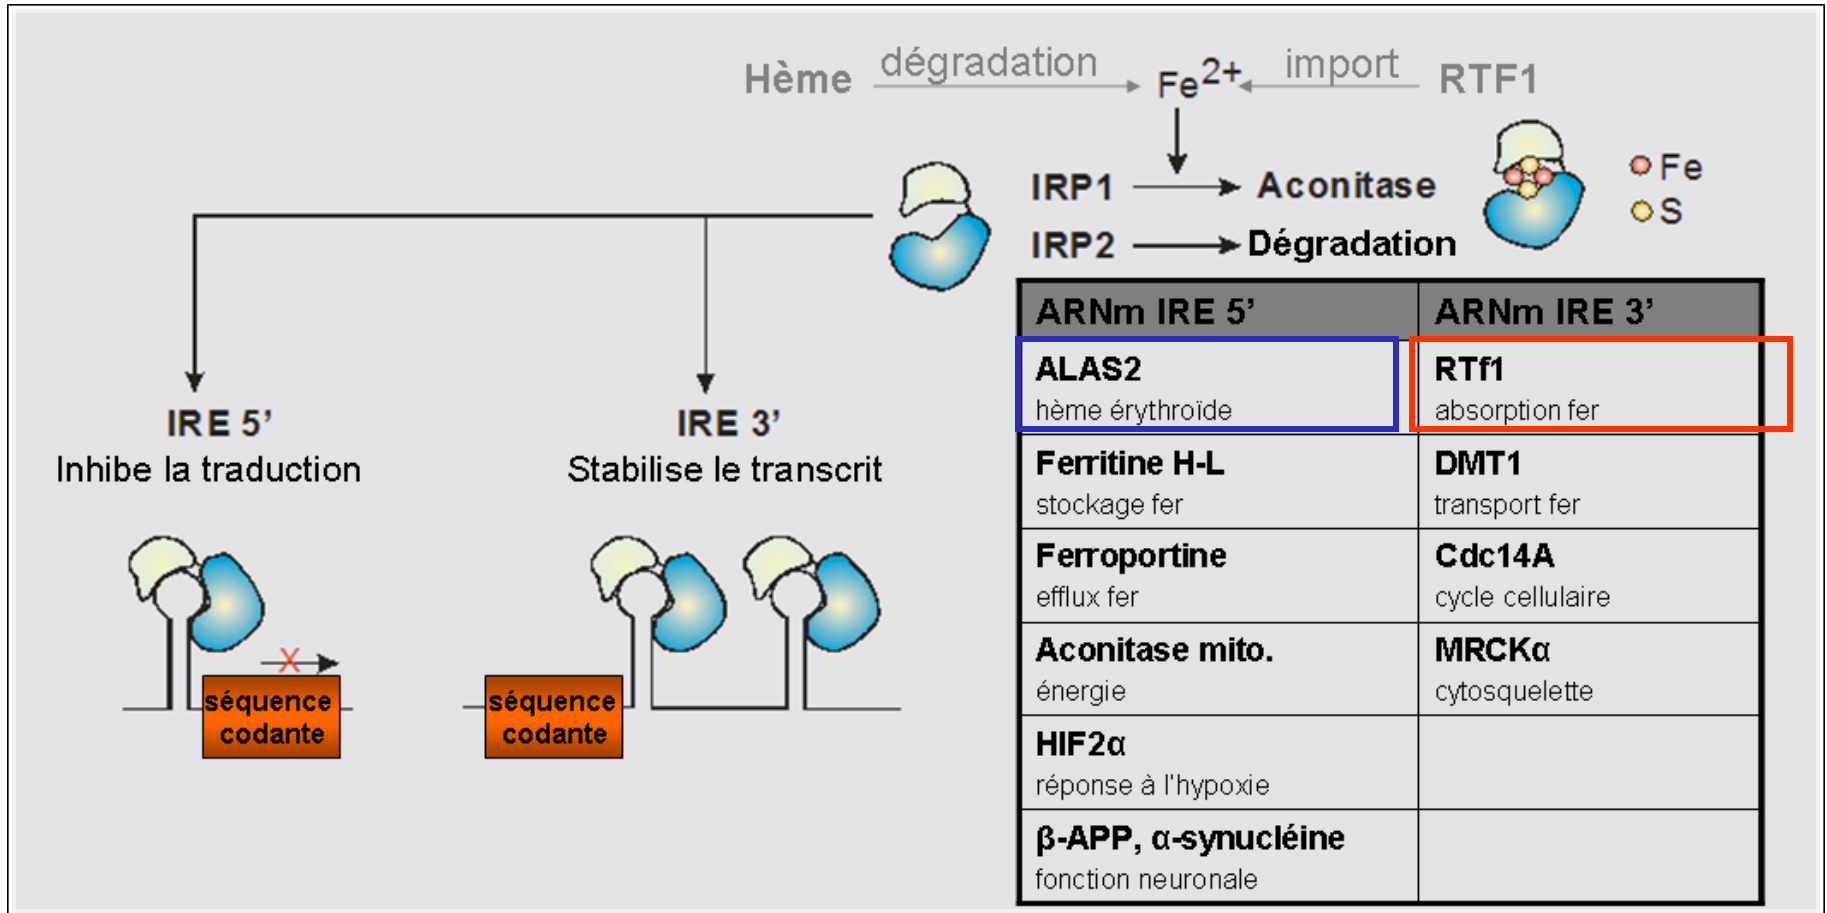 Hème dégradation Fe2+ import RTF1
IRP1 Aconitase
Fe
S
IRP2 Dégradation
IRE 5’
Inhibe la traduction
IRE 3’
Stabilise le transcrit
X
séquence
codante
séquence
codante
ARNm IRE 5’ ARNm IRE 3’
ALAS2 RTf1
hème érythroïde absorption fer
Ferritine H-L DMT1
stockage fer transport fer
Ferroportine Cdc14A
efflux fer cycle cellulaire
Aconitase mito. MRCKα
énergie cytosquelette
HIF2α
réponse à l'hypoxie
β-APP, α-synucléine
fonction neuronale